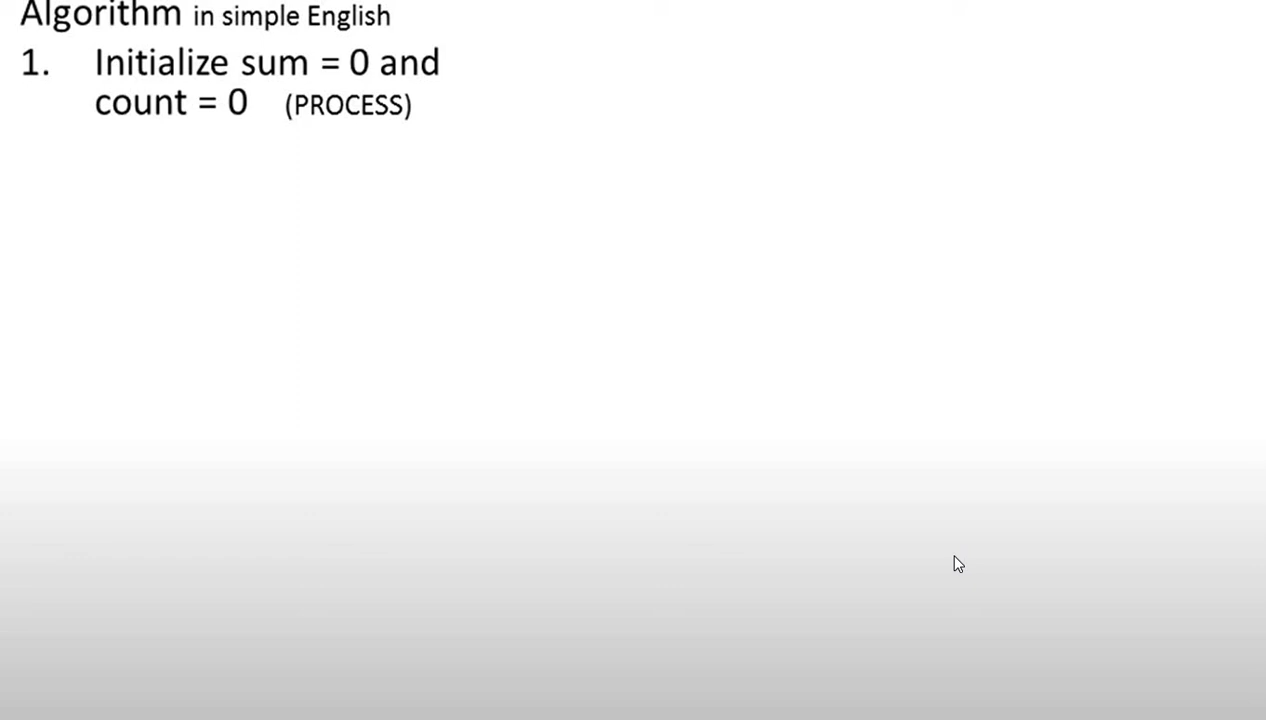 Algorithm in simple English
1. Initialize sum = 0 and
count = 0 (PROCESS)